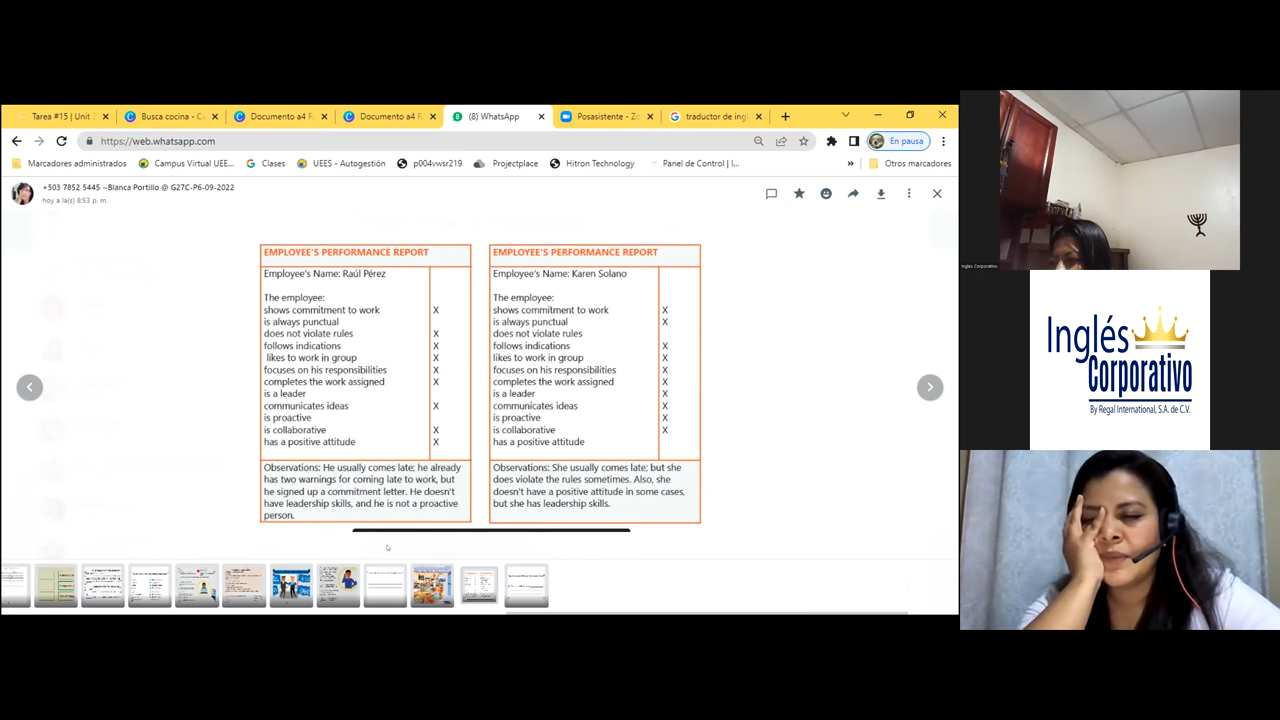 Tarea #15 | Unit
Busca cocina - C
Documento a4 R
Documento a4 R
(8) WhatsApp
Posasistente - Zo
traductor de ingl
https://web.whatsapp.com
En pausa
Marcadores administrados
Campus Virtual UEE...
Clases
UEES - Autogestión
p004vwsr219
Projectplace
Hitron Technology
Panel de Control | I...
»
Otros marcadores
+503 7852 5445 ~Blanca Portillo @ G27C-P6-09-2022
hoy a la(s) 8:53 p. m.
EMPLOYEE'S PERFORMANCE REPORT
Employee's Name: Raúl Pérez
The employee:
shows commitment to work X
is always punctual
does not violate rules X
follows indications X
likes to work in group X
focuses on his responsibilities X
completes the work assigned X
is a leader
communicates ideas X
is proactive
is collaborative X
has a positive attitude X
Observations: He usually comes late; he already
has two warnings for coming late to work, but
he signed up a commitment letter. He doesn't
have leadership skills, and he is not a proactive
person.
EMPLOYEE'S PERFORMANCE REPORT
Employee's Name: Karen Solano
The employee:
shows commitment to work X
is always punctual X
does not violate rules
follows indications X
likes to work in group X
focuses on his responsibilities X
completes the work assigned X
is a leader X
communicates ideas X
is proactive X
is collaborative X
has a positive attitude
Observations: She usually comes late; but she
does violate the rules sometimes. Also, she
doesn't have a positive attitude in some cases,
but she has leadership skills.
Inglés Corporativo
Inglés
Corporativo
By Regal International, S.A. de C.V.